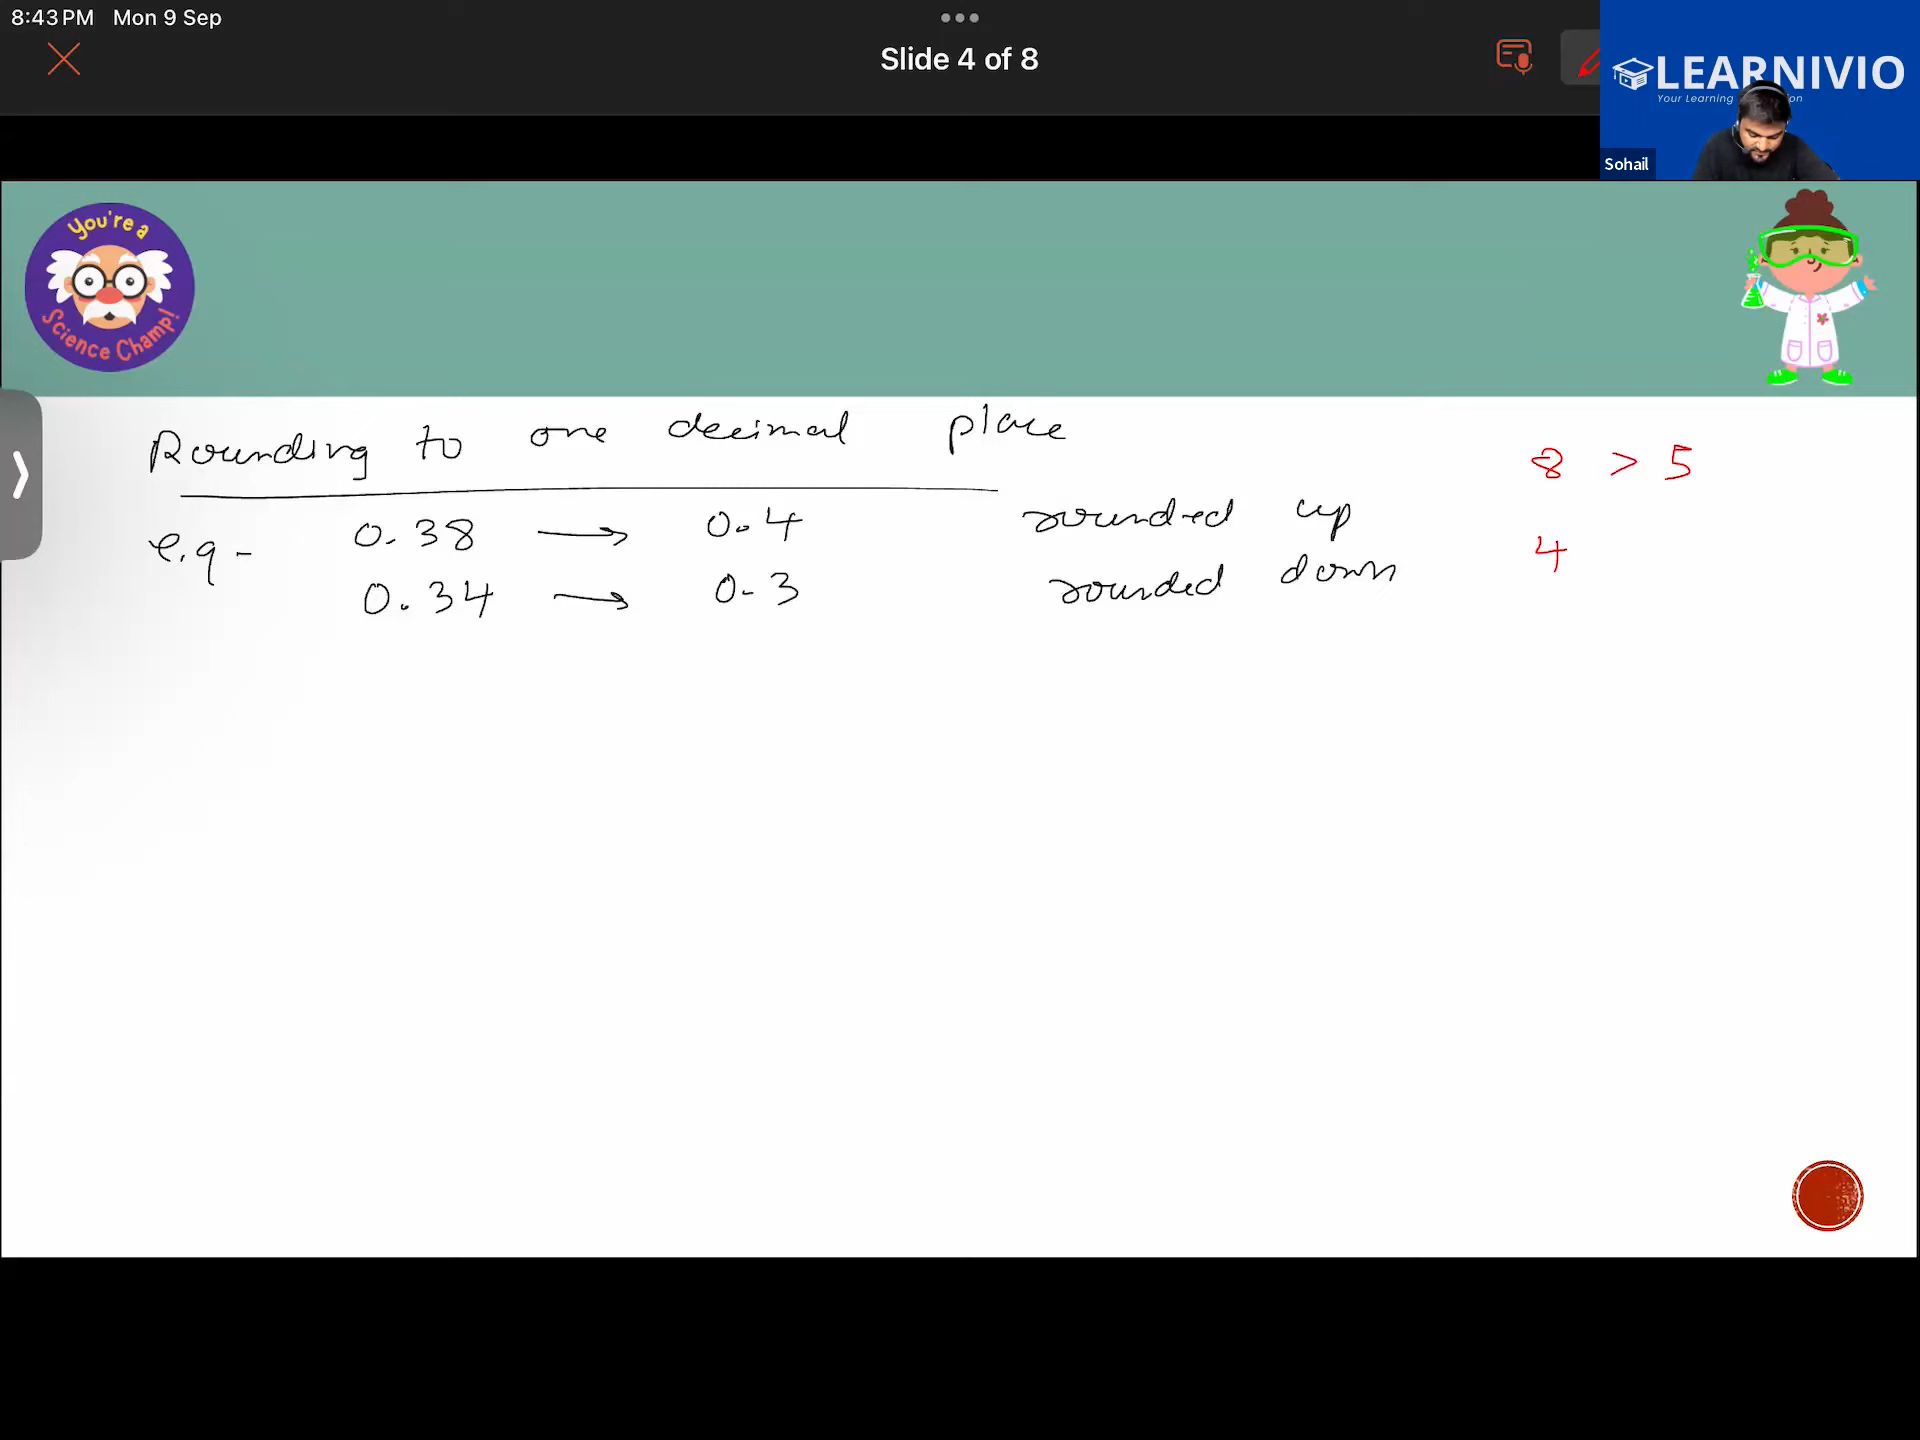 8:43 PM Mon 9 Sep
Slide 4 of 8
LEARNIVIO
Your Learning
Sohail
You're a
Science Champ!
Rounding to one decimal place
8 > 5
e.g - 0.38 → 0.4 rounded up
4
0.34 → 0.3 rounded down